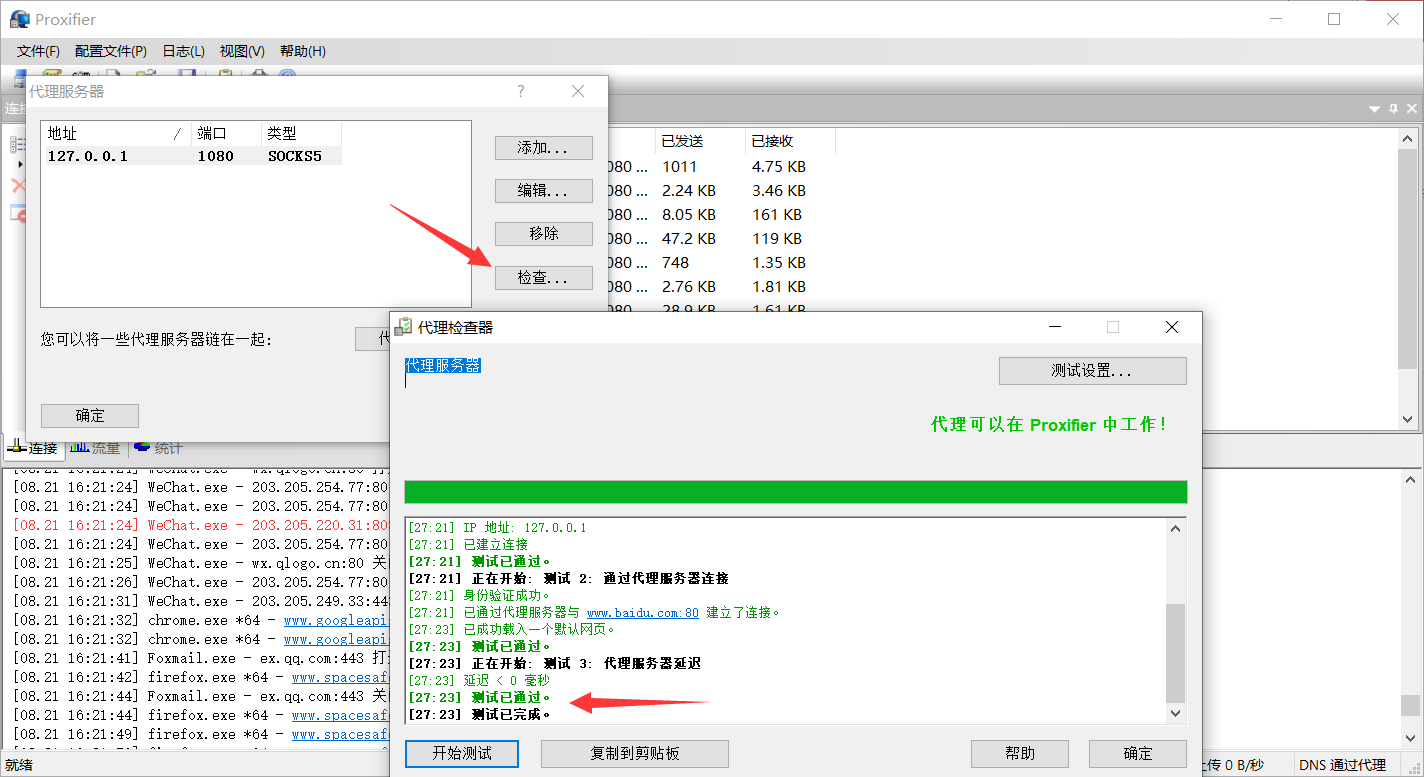 Proxifier
文件(F) 配置文件(P) 日志(L) 视图(V) 帮助(H)
代理服务器
地址 / 端口 类型
127.0.0.1 1080 SOCKS5
添加...
编辑...
移除
检查...
您可以将一些代理服务器链在一起:
确定
已发送 已接收
080 ... 1011 4.75 KB
080 ... 2.24 KB 3.46 KB
080 ... 8.05 KB 161 KB
080 ... 47.2 KB 119 KB
080 ... 748 1.35 KB
080 ... 2.76 KB 1.81 KB
28.9 KB 1.61 KB
连接 流量 统计
[08.21 16:21:24] WeChat.exe - wx.qlogo.cn:80
[08.21 16:21:24] WeChat.exe - 203.205.254.77:80
[08.21 16:21:24] WeChat.exe - 203.205.254.77:80
[08.21 16:21:24] WeChat.exe - 203.205.220.31:80
[08.21 16:21:24] WeChat.exe - 203.205.254.77:80
[08.21 16:21:25] WeChat.exe - wx.qlogo.cn:80 关
[08.21 16:21:26] WeChat.exe - 203.205.254.77:80
[08.21 16:21:31] WeChat.exe - 203.205.249.33:44
[08.21 16:21:32] chrome.exe *64 - www.googleapis
[08.21 16:21:32] chrome.exe *64 - www.googleapis
[08.21 16:21:41] Foxmail.exe - ex.qq.com:443 打
[08.21 16:21:42] firefox.exe *64 - www.spacesaf
[08.21 16:21:44] Foxmail.exe - ex.qq.com:443 关
[08.21 16:21:44] firefox.exe *64 - www.spacesaf
[08.21 16:21:49] firefox.exe *64 - www.spacesaf
代理检查器
代理服务器
测试设置...
代理可以在 Proxifier 中工作!
[27:21] IP 地址: 127.0.0.1
[27:21] 已建立连接
[27:21] 测试已通过。
[27:21] 正在开始: 测试 2: 通过代理服务器连接
[27:21] 身份验证成功。
[27:21] 已通过代理服务器与 www.baidu.com:80 建立了连接。
[27:23] 已成功载入一个默认网页。
[27:23] 测试已通过。
[27:23] 正在开始: 测试 3: 代理服务器延迟
[27:23] 延迟 < 0 毫秒
[27:23] 测试已通过。
[27:23] 测试已完成。
开始测试 复制到剪贴板 帮助 确定
就绪 上传 0 B/秒 DNS 通过代理